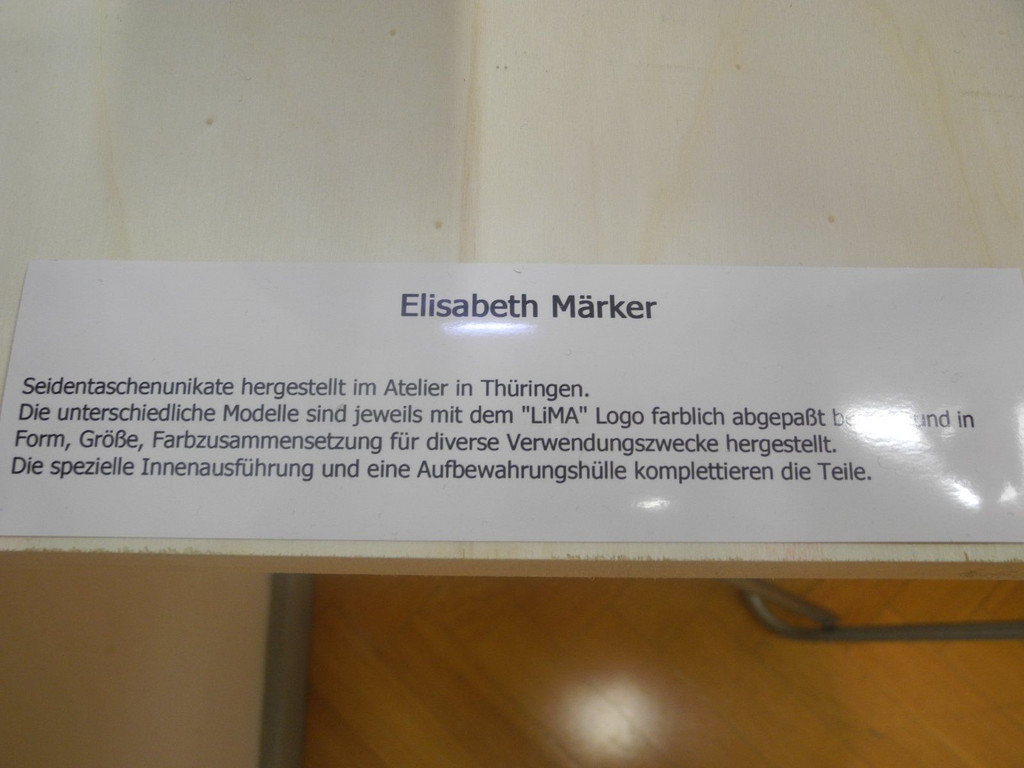 Elisabeth Märker
Seidentaschenunikate hergestellt im Atelier in Thüringen.
Die unterschiedliche Modelle sind jeweils mit dem "LiMA" Logo farblich abgepaßt und in
Form, Größe, Farbzusammensetzung für diverse Verwendungszwecke hergestellt.
Die spezielle Innenausführung und eine Aufbewahrungshülle komplettieren die Teile.